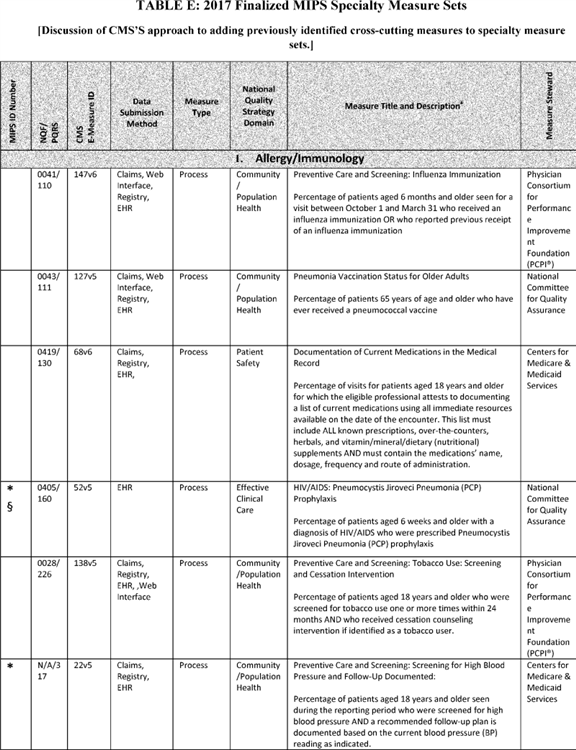 TABLE E: 2017 Finalized MIPS Specialty Measure Sets
[Discussion of CMS'S approach to adding previously identified cross-cutting measures to specialty measure
sets.]
MIPS ID Number
NQF/
PQRS
CMS
E-Measure ID
Data
Submission
Method
Measure
Type
National
Quality
Strategy
Domain
Measure Title and Description¥
Measure Steward
1. Allergy/Immunology
0041/
110
147v6
Claims, Web
Interface,
Registry,
EHR
Process
Community
/
Population
Health
Preventive Care and Screening: Influenza Immunization
Percentage of patients aged 6 months and older seen for a
visit between October 1 and March 31 who received an
influenza immunization OR who reported previous receipt
of an influenza immunization
Physician
Consortium
for
Performanc
e
Improveme
nt
Foundation
(PCPI®)
0043/
111
127v5
Claims, Web
Interface,
Registry,
EHR
Process
Community
/
Population
Health
Pneumonia Vaccination Status for Older Adults
Percentage of patients 65 years of age and older who have
ever received a pneumococcal vaccine
National
Committee
for Quality
Assurance
0419/
130
68v6
Claims,
Registry,
EHR,
Process
Patient
Safety
Documentation of Current Medications in the Medical
Record
Percentage of visits for patients aged 18 years and older
for which the eligible professional attests to documenting
a list of current medications using all immediate resources
available on the date of the encounter. This list must
include ALL known prescriptions, over-the-counters,
herbals, and vitamin/mineral/dietary (nutritional)
supplements AND must contain the medications' name,
dosage, frequency and route of administration.
Centers for
Medicare &
Medicaid
Services
*
§
0405/
160
52v5
EHR
Process
Effective
Clinical
Care
HIV/AIDS: Pneumocystis Jiroveci Pneumonia (PCP)
Prophylaxis
Percentage of patients aged 6 weeks and older with a
diagnosis of HIV/AIDS who were prescribed Pneumocystis
Jiroveci Pneumonia (PCP) prophylaxis
National
Committee
for Quality
Assurance
0028/
226
138v5
Claims,
Registry,
EHR, ,Web
Interface
Process
Community
/Population
Health
Preventive Care and Screening: Tobacco Use: Screening
and Cessation Intervention
Percentage of patients aged 18 years and older who were
screened for tobacco use one or more times within 24
months AND who received cessation counseling
intervention if identified as a tobacco user.
Physician
Consortium
for
Performanc
e
Improveme
nt
Foundation
(PCPI®)
*
N/A/3
17
22v5
Claims,
Registry,
EHR
Process
Community
/Population
Health
Preventive Care and Screening: Screening for High Blood
Pressure and Follow-Up Documented:
Percentage of patients aged 18 years and older seen
during the reporting period who were screened for high
blood pressure AND a recommended follow-up plan is
documented based on the current blood pressure (BP)
reading as indicated.
Centers for
Medicare &
Medicaid
Services